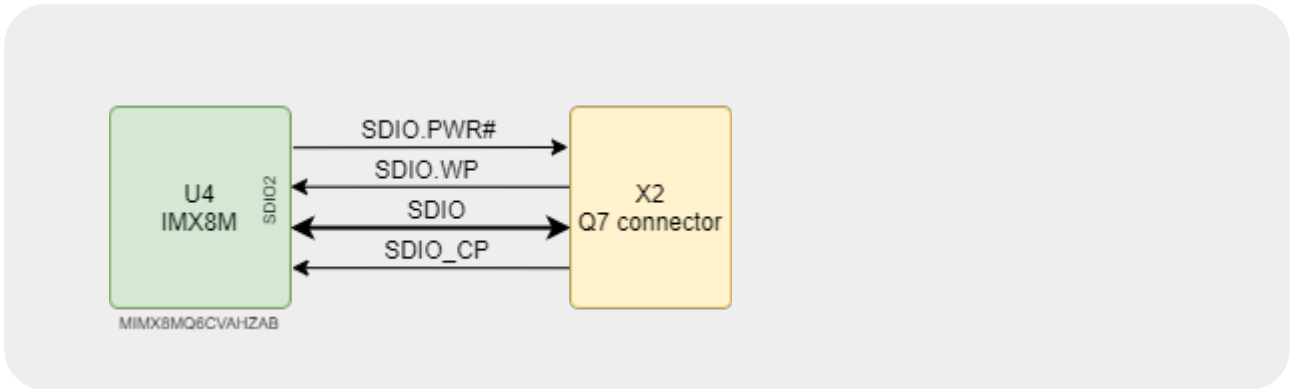 SDIO.PWR#
SDIO.WP
SDIO
SDIO_CP
U4
IMX8M
SDIO2
X2
Q7 connector
MIMX8MQ6CVAHZAB